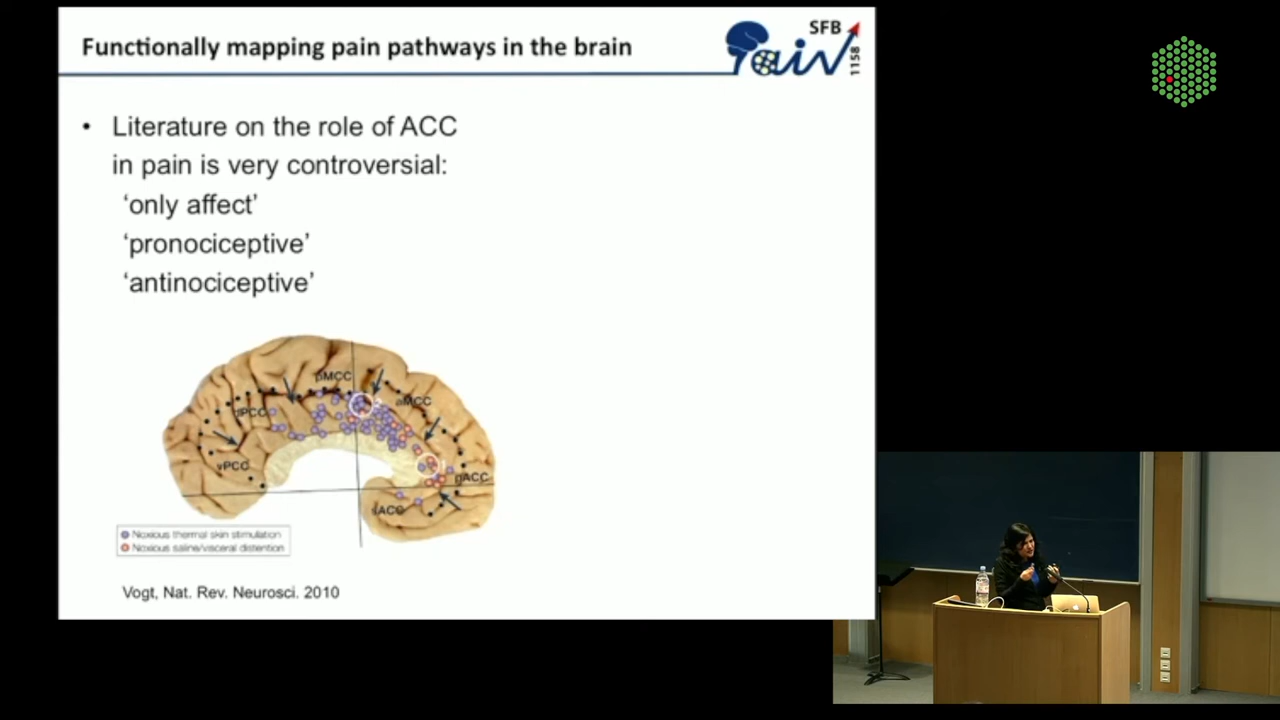 Functionally mapping pain pathways in the brain
SFB
Pain
1158
• Literature on the role of ACC
in pain is very controversial:
‘only affect’
‘pronociceptive’
‘antinociceptive’
pMCC
aMCC
dPCC
vPCC
pACC
sACC
Noxious thermal skin stimulation
Noxious saline/visceral distention
Vogt, Nat. Rev. Neurosci. 2010